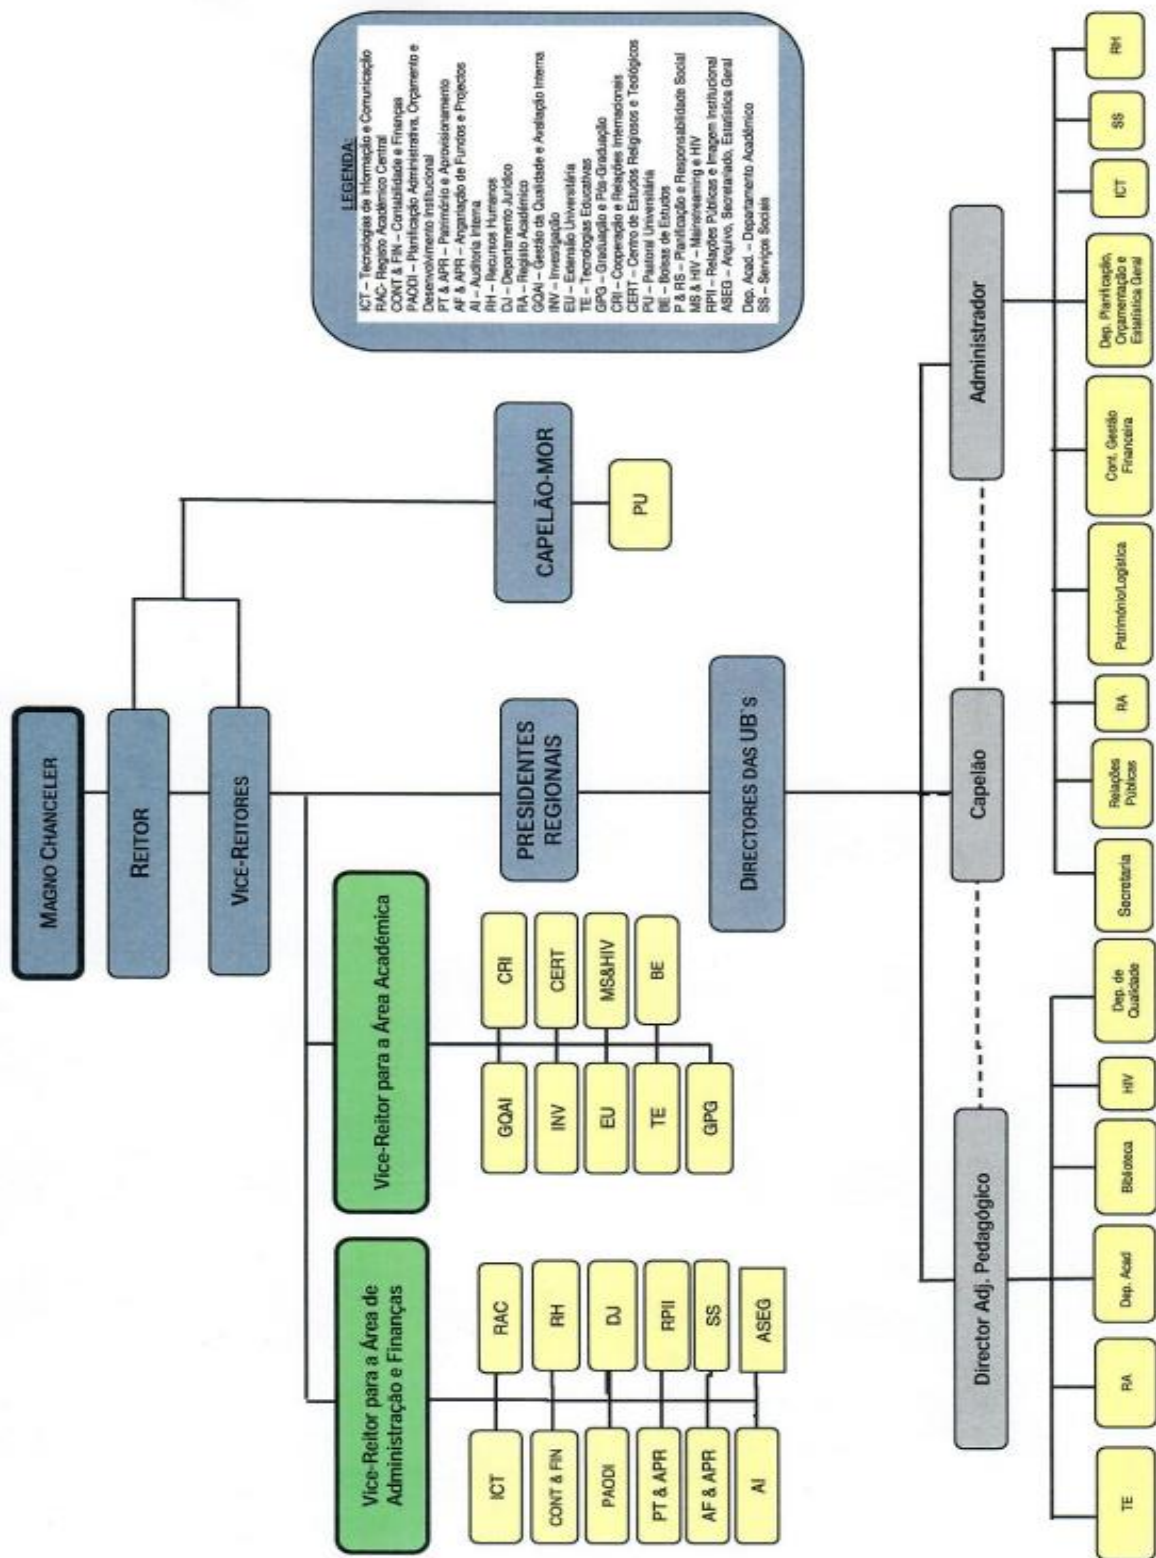 MAGNO CHANCELER
REITOR
VICE-REITORES
LEGENDA:
ICT – Tecnologias de Informação e Comunicação
RAC- Registo Académico Central
CONT & FIN – Contabilidade e Finanças
PAODI – Planificação Administrativa, Orçamento e
Desenvolvimento Institucional
PT & APR – Património e Aprovisionamento
AF & APR – Angariação de Fundos e Projectos
AI – Auditoria Interna
RH – Recursos Humanos
DJ – Departamento Jurídico
RA – Registo Académico
GQAI – Gestão da Qualidade e Avaliação Interna
INV – Investigação
EU – Extensão Universitária
TE – Tecnologias Educativas
GPG – Graduação e Pós-Graduação
CRI – Cooperação e Relações Internacionais
CERT – Centro de Estudos Religiosos e Teológicos
PU – Pastoral Universitária
BE – Bolsas de Estudos
P & RS – Planificação e Responsabilidade Social
MS & HIV – Mainstreaming e HIV
RPII – Relações Públicas e Imagem Institucional
ASEG – Arquivo, Secretariado, Estatística Geral
Dep. Acad. – Departamento Académico
SS – Serviços Sociais
Vice-Reitor para a Área de
Administração e Finanças
Vice-Reitor para a Área Académica
ICT
RAC
CONT & FIN
RH
PAODI
DJ
PT & APR
RPII
AF & APR
SS
AI
ASEG
GQAI
CRI
INV
CERT
EU
MS&HIV
TE
BE
GPG
PRESIDENTES
REGIONAIS
CAPELÃO-MOR
PU
DIRECTORES DAS UB`s
Director Adj. Pedagógico
Capelão
Administrador
TE
RA
Dep. Acad
Biblioteca
HIV
Dep. de
Qualidade
Secretaria
Relações
Públicas
RA
Património/Logística
Cont. Gestão
Financeira
Dep. Planificação,
Orçamentação e
Estatística Geral
ICT
SS
RH